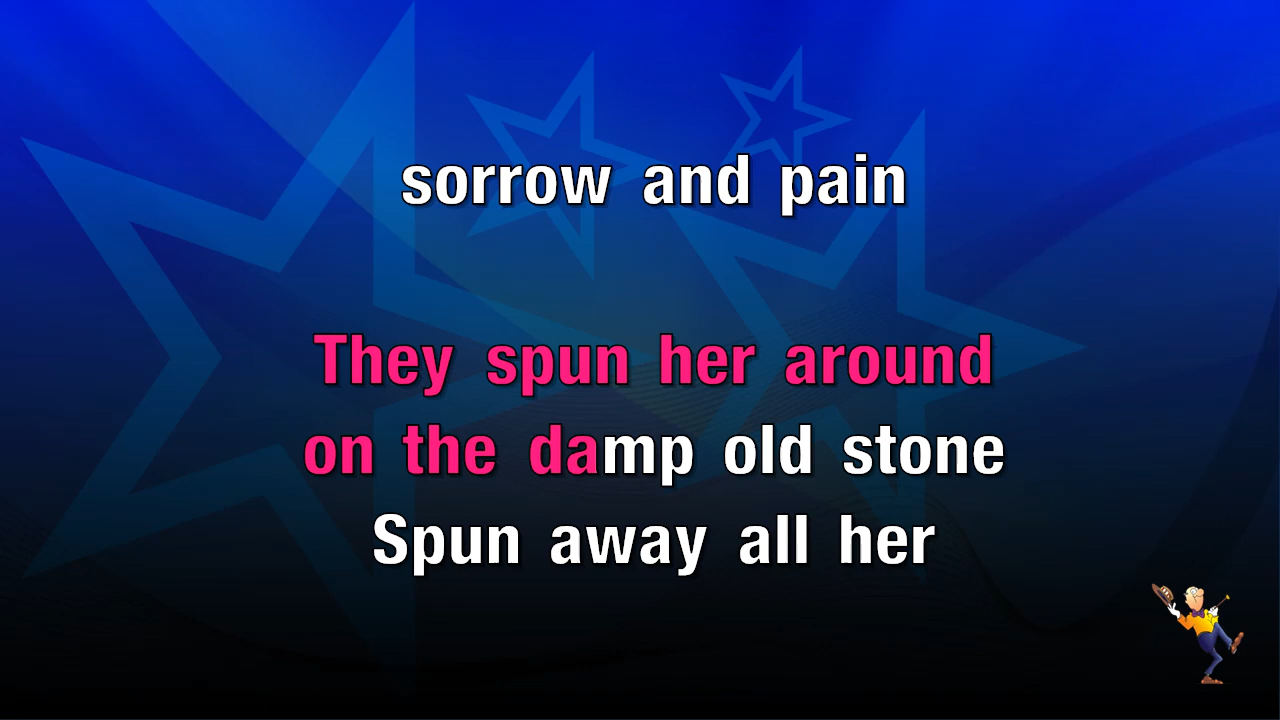 sorrow and pain
They spun her around
on the damp old stone
Spun away all her